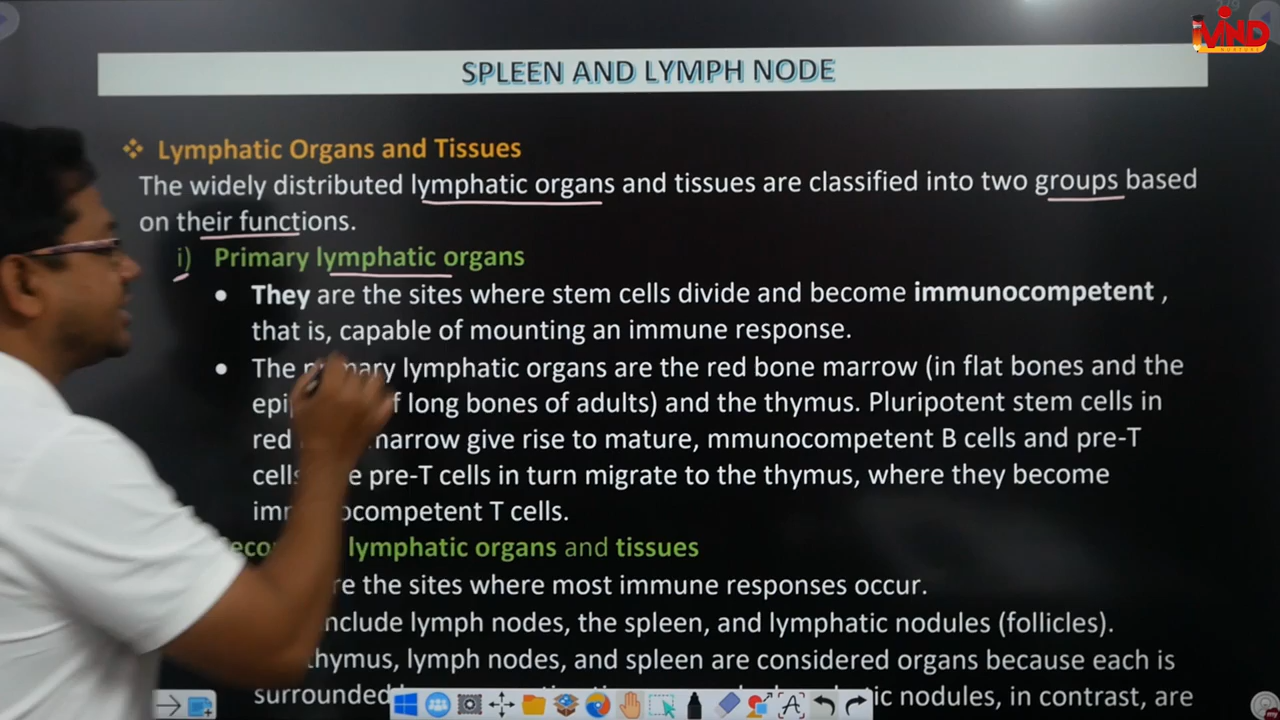 SPLEEN AND LYMPH NODE
❖ Lymphatic Organs and Tissues
The widely distributed lymphatic organs and tissues are classified into two groups based
on their functions.
i) Primary lymphatic organs
• They are the sites where stem cells divide and become immunocompetent ,
that is, capable of mounting an immune response.
• The primary lymphatic organs are the red bone marrow (in flat bones and the
of long bones of adults) and the thymus. Pluripotent stem cells in
red marrow give rise to mature, mmunocompetent B cells and pre-T
pre-T cells in turn migrate to the thymus, where they become
T cells.
lymphatic organs and tissues
are the sites where most immune responses occur.
include lymph nodes, the spleen, and lymphatic nodules (follicles).
thymus, lymph nodes, and spleen are considered organs because each is
surrounded nodules, in contrast, are
iMIND